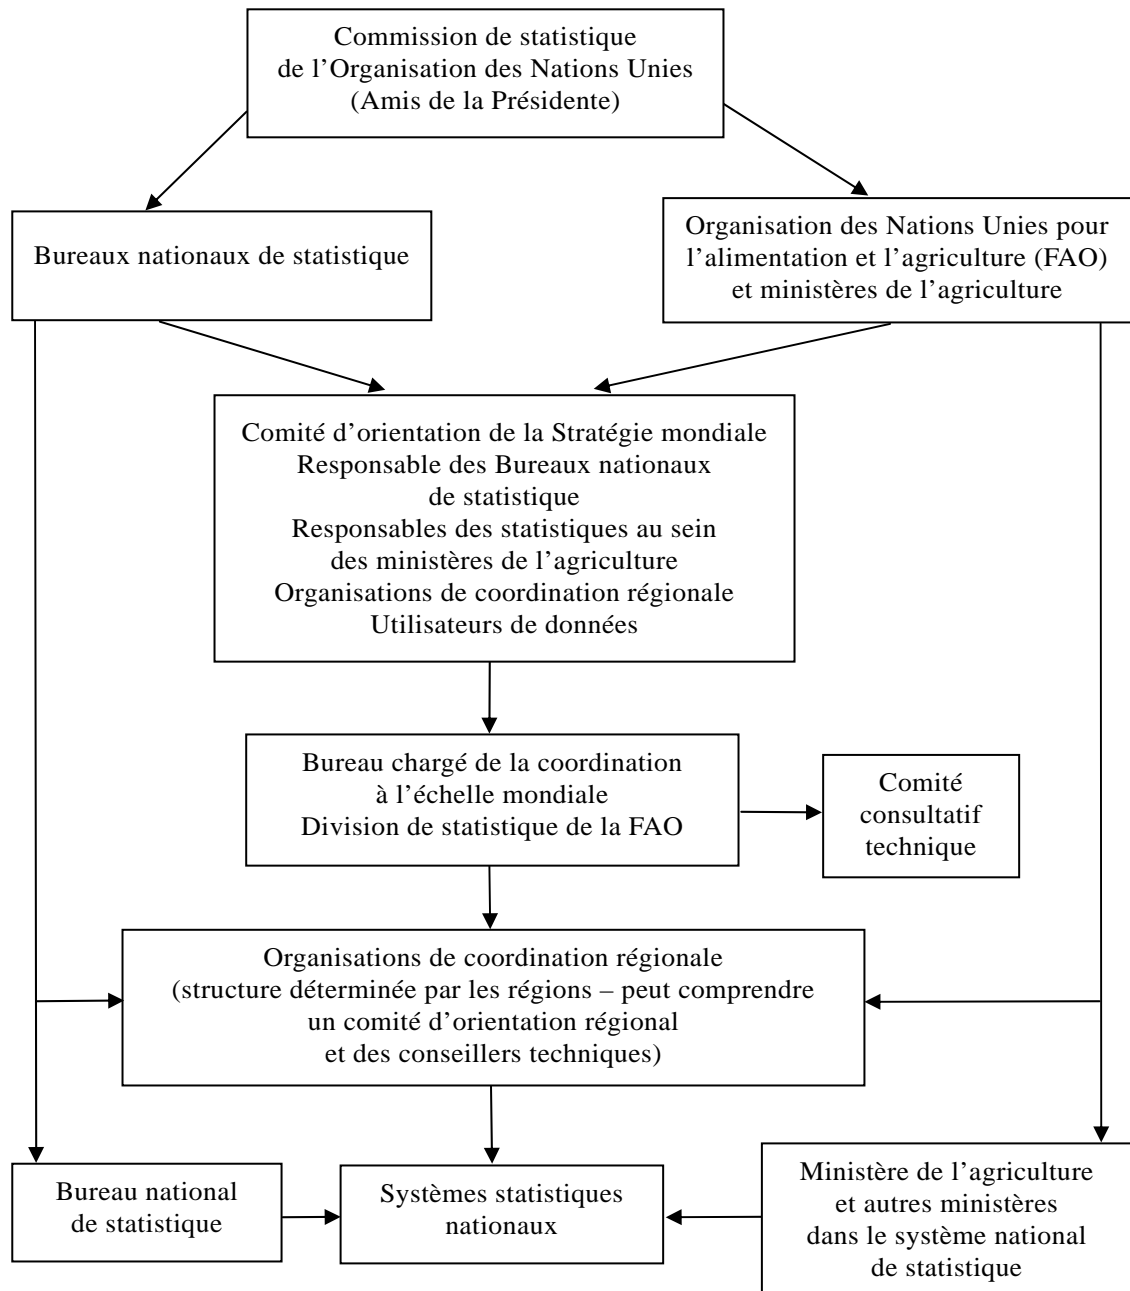 Commission de statistique
de l’Organisation des Nations Unies
(Amis de la Présidente)
Bureaux nationaux de statistique
Organisation des Nations Unies pour
l’alimentation et l’agriculture (FAO)
et ministères de l’agriculture
Comité d’orientation de la Stratégie mondiale
Responsable des Bureaux nationaux
de statistique
Responsables des statistiques au sein
des ministères de l’agriculture
Organisations de coordination régionale
Utilisateurs de données
Bureau chargé de la coordination
à l’échelle mondiale
Division de statistique de la FAO
Comité
consultatif
technique
Organisations de coordination régionale
(structure déterminée par les régions – peut comprendre
un comité d’orientation régional
et des conseillers techniques)
Bureau national
de statistique
Systèmes statistiques
nationaux
Ministère de l’agriculture
et autres ministères
dans le système national
de statistique